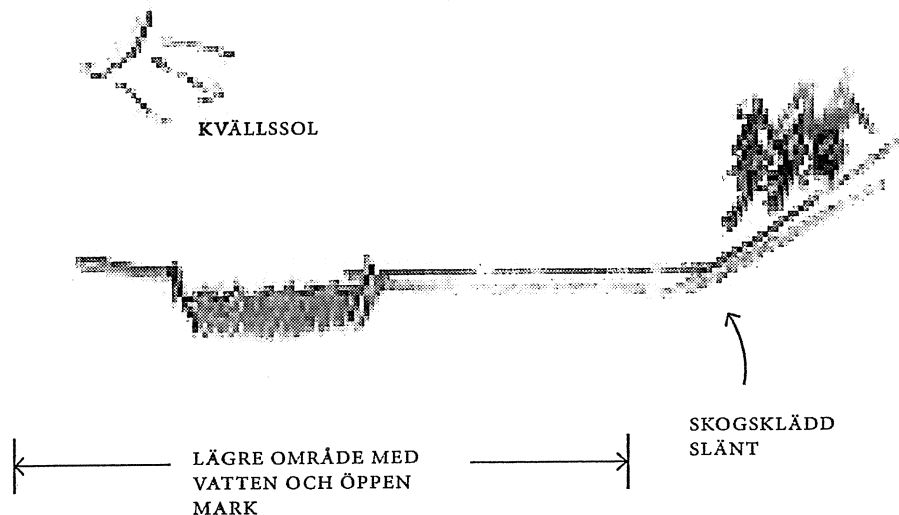 KVÄLLSSOL
SKOGSKLÄDD
SLÄNT
LÄGRE OMRÅDE MED
VATTEN OCH ÖPPEN
MARK